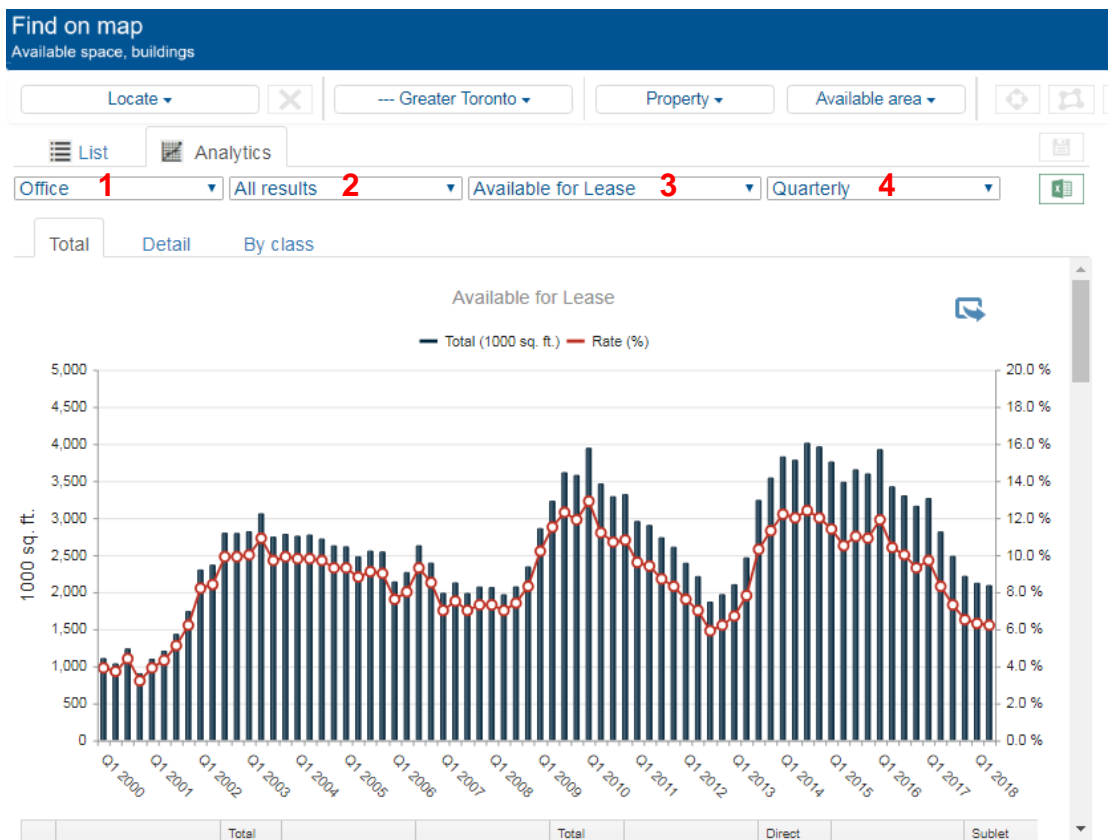 Find on map
Available space, buildings
Locate --- Greater Toronto Property Available area
List Analytics
Office 1 All results 2 Available for Lease 3 Quarterly 4
Total Detail By class
Available for Lease
Total (1000 sq. ft.) Rate (%)
1000 sq. ft.
5,000 20.0 %
4,500 18.0 %
4,000 16.0 %
3,500 14.0 %
3,000 12.0 %
2,500 10.0 %
2,000 8.0 %
1,500 6.0 %
1,000 4.0 %
500 2.0 %
0 0.0 %
Q1 2000 Q1 2001 Q1 2002 Q1 2003 Q1 2004 Q1 2005 Q1 2006 Q1 2007 Q1 2008 Q1 2009 Q1 2010 Q1 2011 Q1 2012 Q1 2013 Q1 2014 Q1 2015 Q1 2016 Q1 2017 Q1 2018
Total Total Direct Sublet